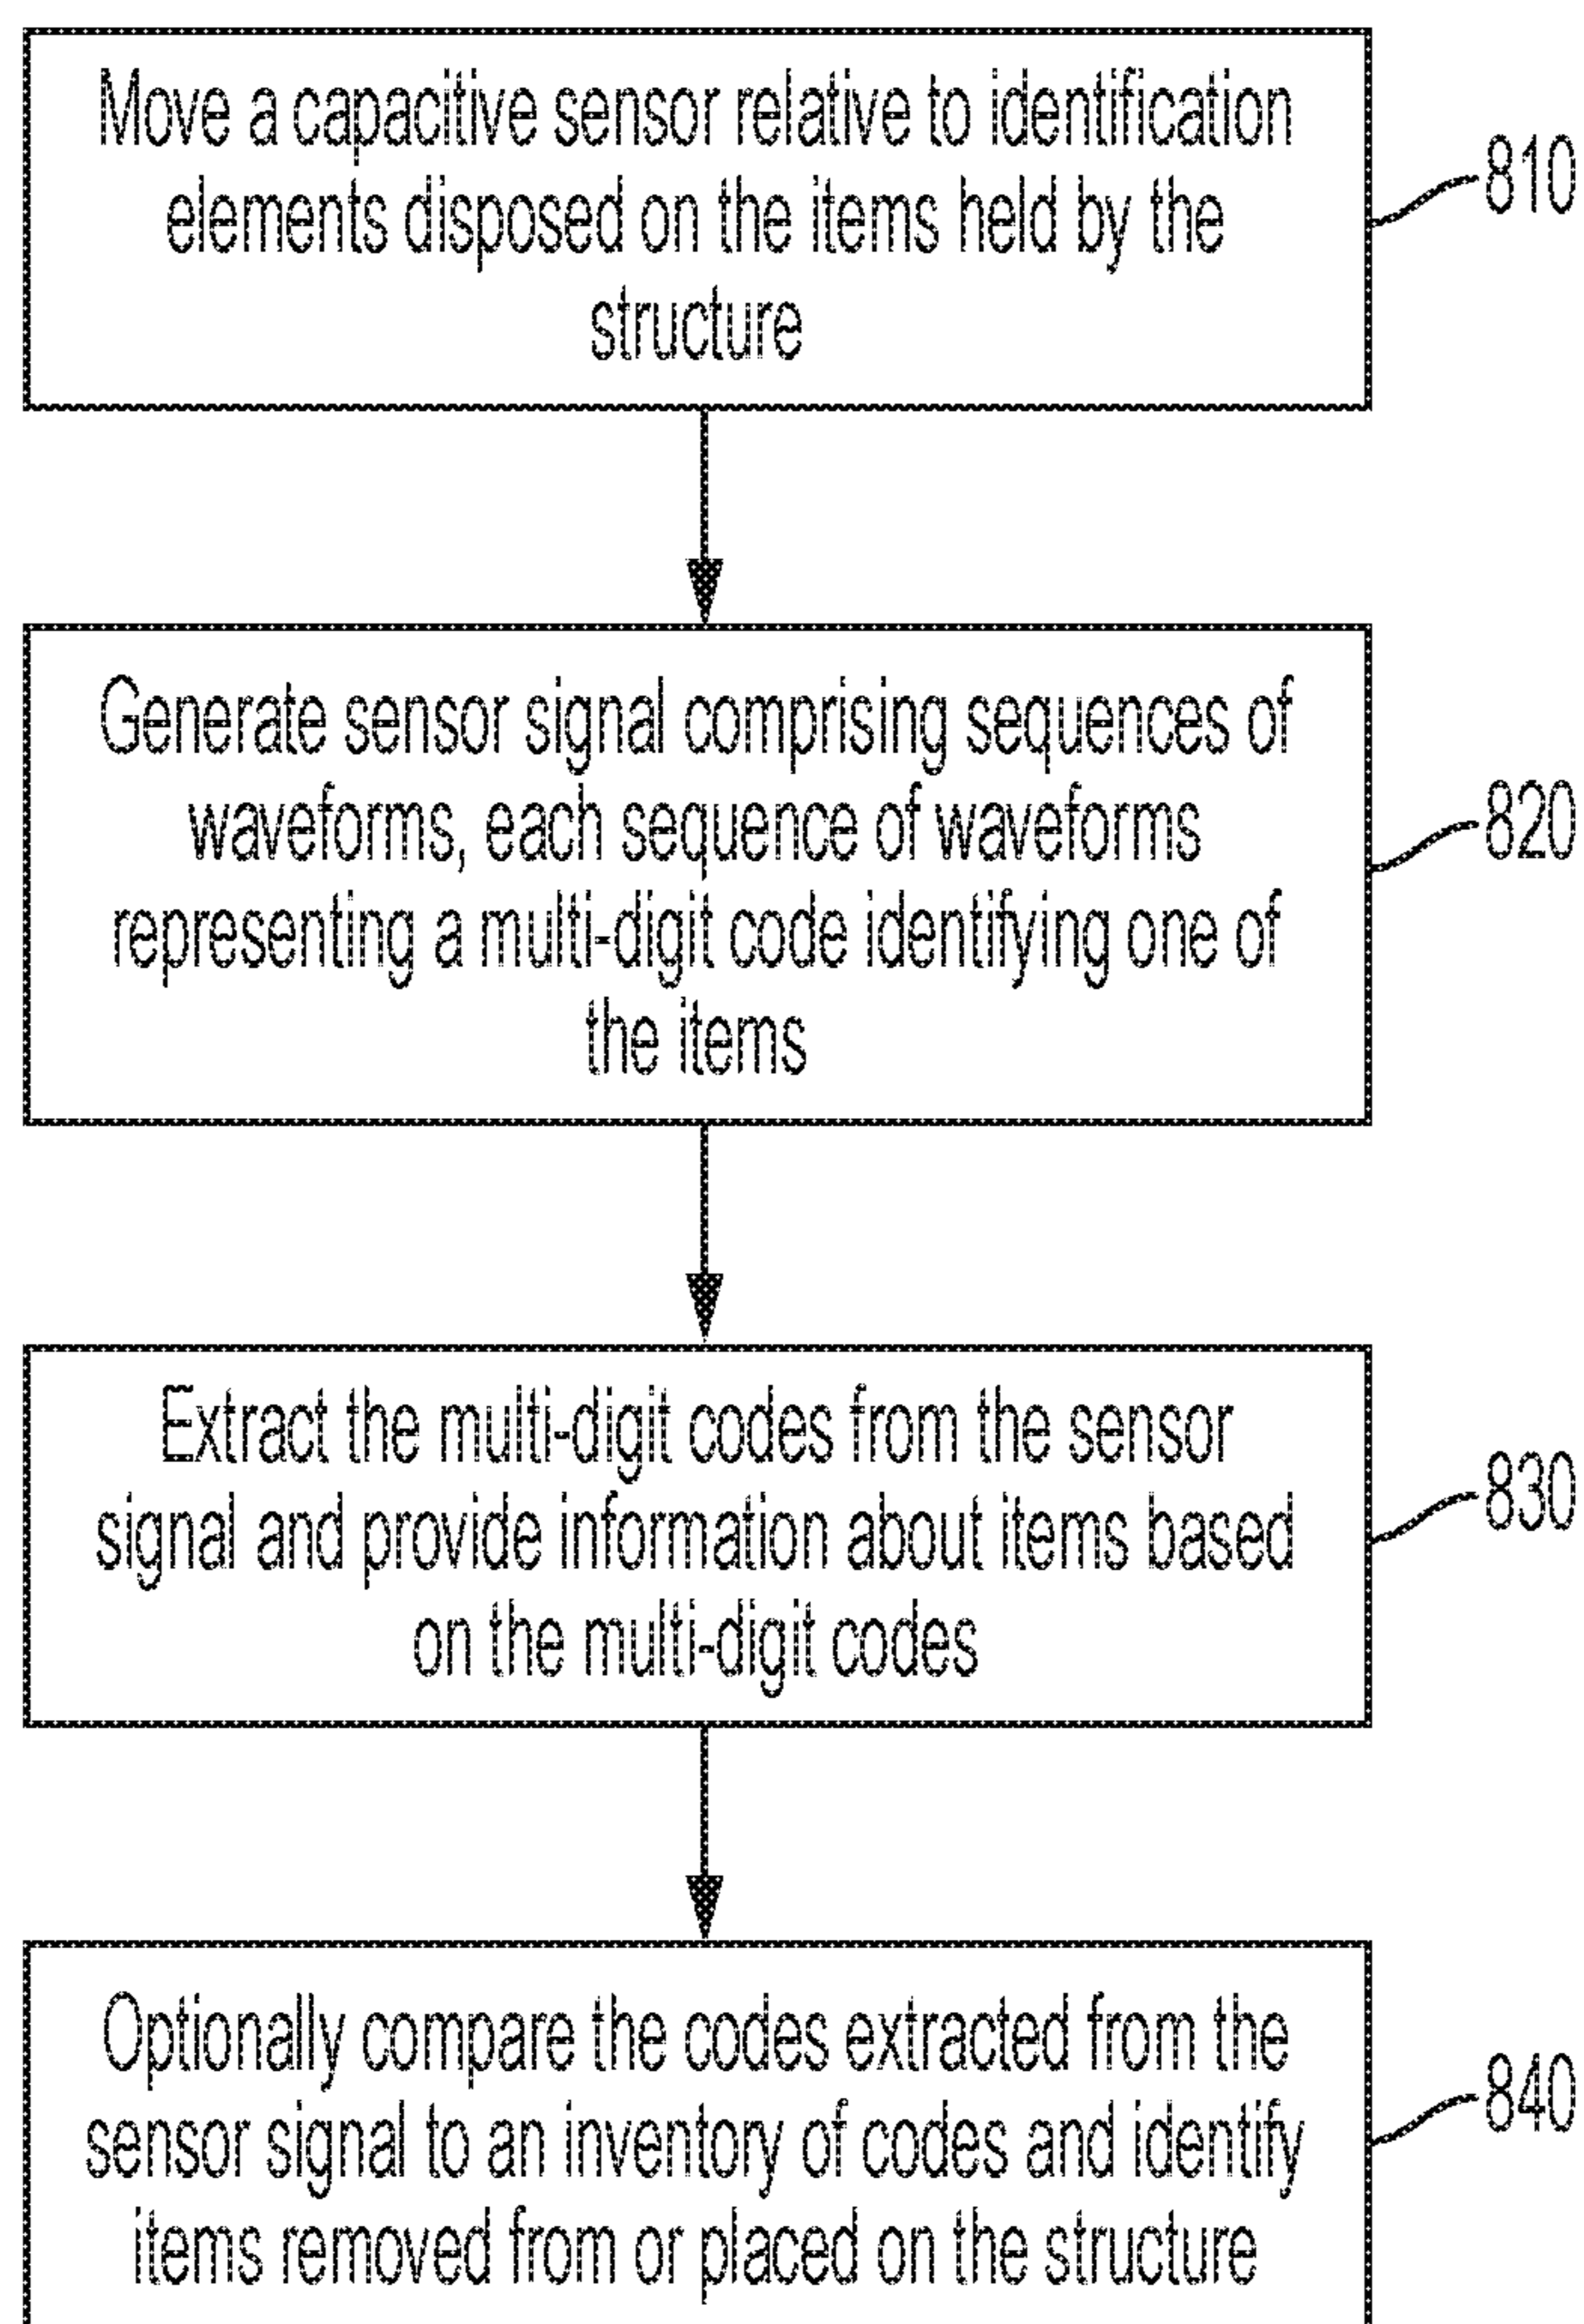 Move a capacitive sensor relative to identification
elements disposed on the items held by the
structure
810
Generate sensor signal comprising sequences of
waveforms, each sequence of waveforms
representing a multi-digit code identifying one of
the items
820
Extract the multi-digit codes from the sensor
signal and provide information about items based
on the multi-digit codes
830
Optionally compare the codes extracted from the
sensor signal to an inventory of codes and identify
items removed from or placed on the structure
840